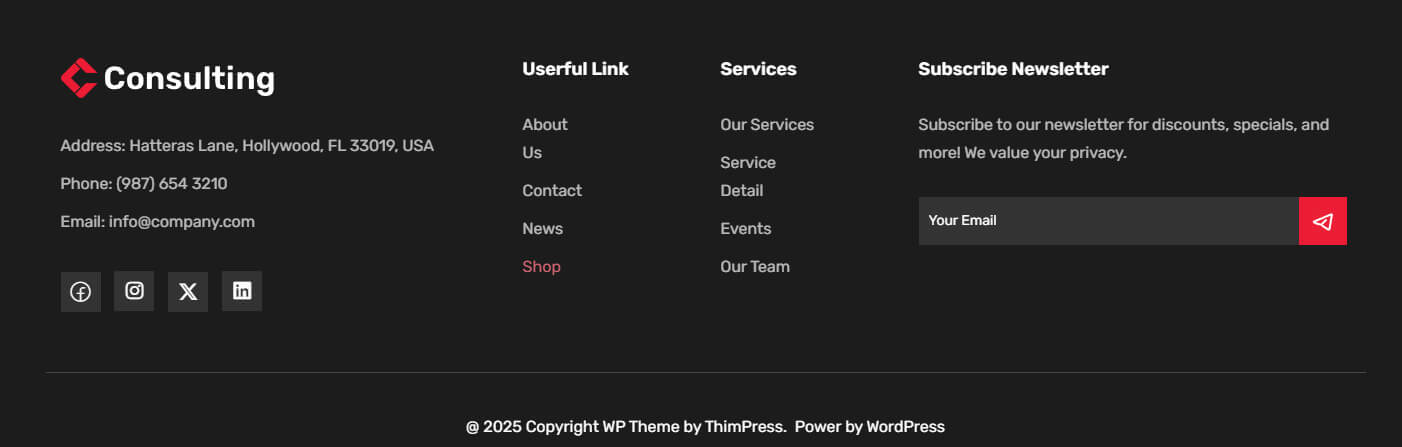 Consulting
Address: Hatteras Lane, Hollywood, FL 33019, USA
Phone: (987) 654 3210
Email: info@company.com
Userful Link
About
Us
Contact
News
Shop
Services
Our Services
Service
Detail
Events
Our Team
Subscribe Newsletter
Subscribe to our newsletter for discounts, specials, and
more! We value your privacy.
Your Email
@ 2025 Copyright WP Theme by ThimPress.  Power by WordPress